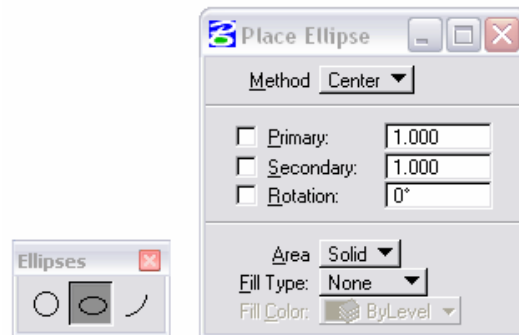 Place Ellipse
Method Center
Primary: 1.000
Secondary: 1.000
Rotation: 0°
Area Solid
Fill Type: None
Fill Color: ByLevel
Ellipses